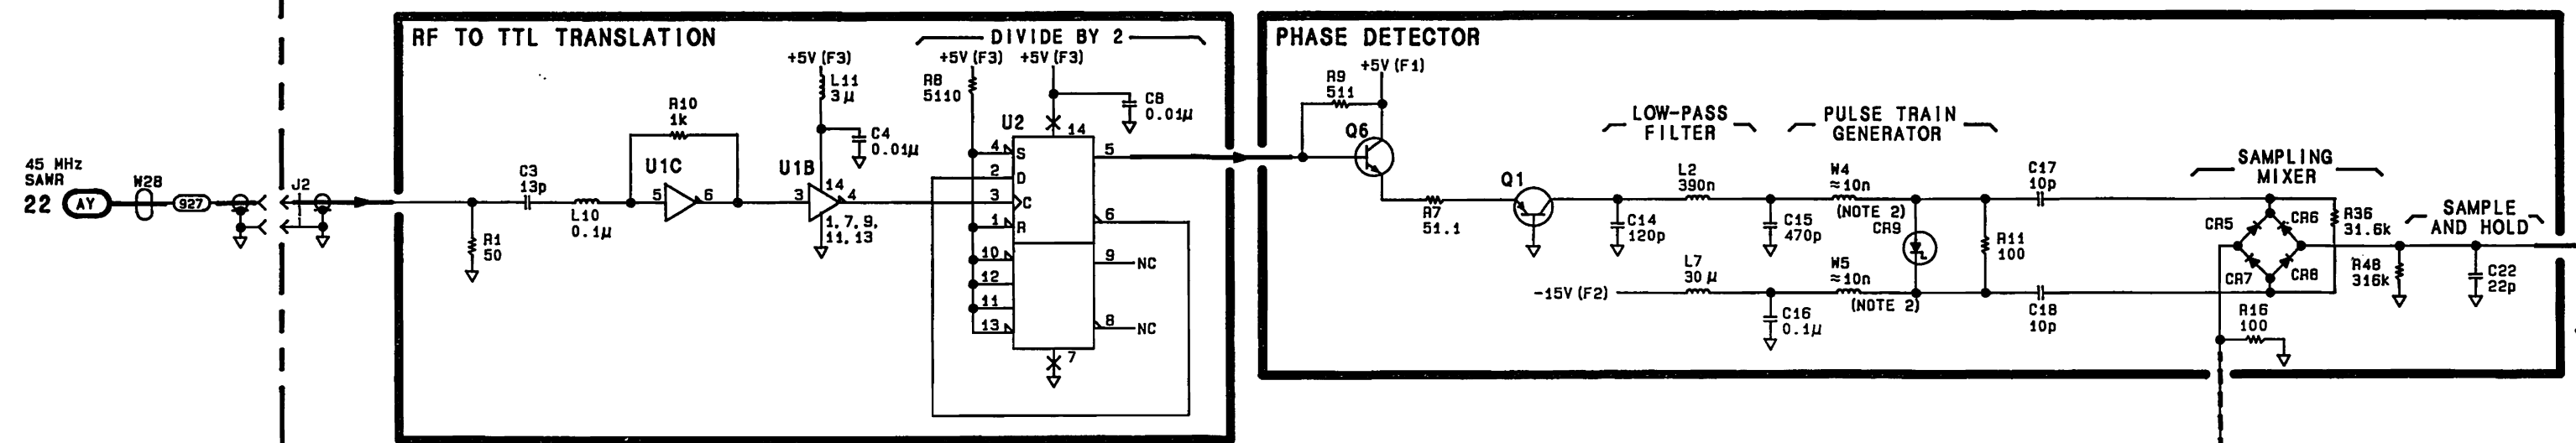 45 MHz
SAWR
22
AY
W28
927
J2
RF TO TTL TRANSLATION
R1
50
C3
13p
L10
0.1µ
R10
1k
U1C
5
6
+5V (F3)
L11
3µ
C4
0.01µ
U1B
3
14
4
1, 7, 9,
11, 13
DIVIDE BY 2
+5V (F3)
+5V (F3)
R8
5110
C8
0.01µ
U2
14
4
S
5
2
D
3
C
6
1
R
10
9
NC
12
11
8
NC
13
7
PHASE DETECTOR
+5V (F1)
R9
511
Q6
R7
51.1
Q1
LOW-PASS
FILTER
L2
390n
C14
120p
C15
470p
L7
30µ
-15V (F2)
C16
0.1µ
PULSE TRAIN
GENERATOR
W4
≈10n
(NOTE 2)
CR9
W5
≈10n
(NOTE 2)
R11
100
C17
10p
C18
10p
SAMPLING
MIXER
CR5
CR6
CR7
CR8
R36
31.6k
R16
100
SAMPLE
AND HOLD
R48
316k
C22
22p